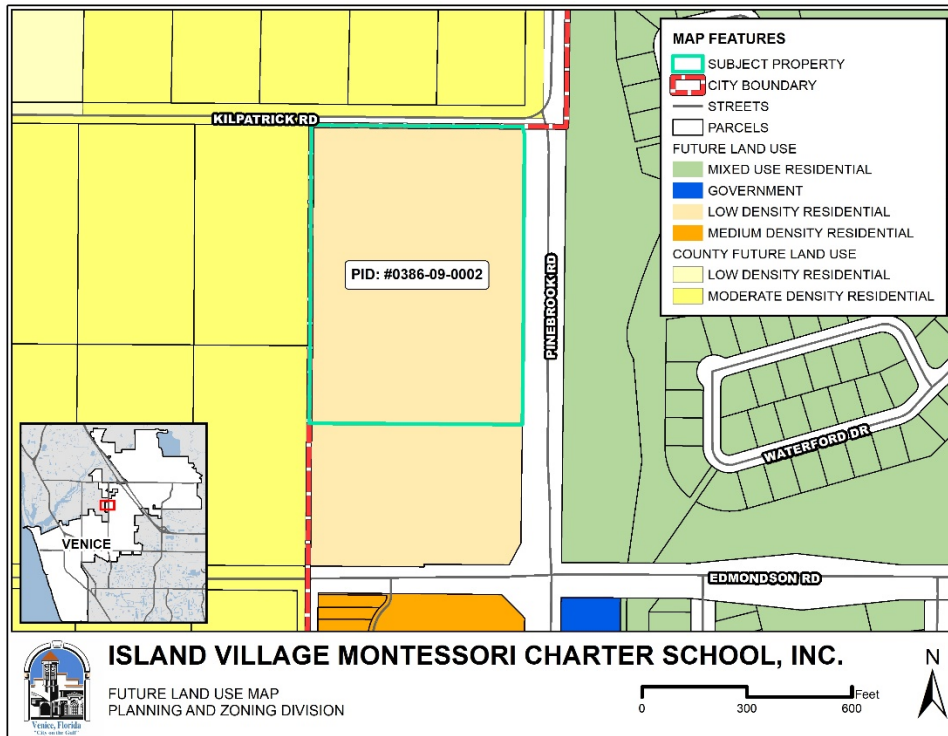 MAP FEATURES
SUBJECT PROPERTY
CITY BOUNDARY
STREETS
PARCELS
FUTURE LAND USE
MIXED USE RESIDENTIAL
GOVERNMENT
LOW DENSITY RESIDENTIAL
MEDIUM DENSITY RESIDENTIAL
COUNTY FUTURE LAND USE
LOW DENSITY RESIDENTIAL
MODERATE DENSITY RESIDENTIAL
KILPATRICK RD
PID: #0386-09-0002
PINEBROOK RD
WATERFORD DR
VENICE
EDMONDSON RD
ISLAND VILLAGE MONTESSORI CHARTER SCHOOL, INC.
FUTURE LAND USE MAP
PLANNING AND ZONING DIVISION
Venice, Florida
"City on the Gulf"
0 300 600 Feet
N